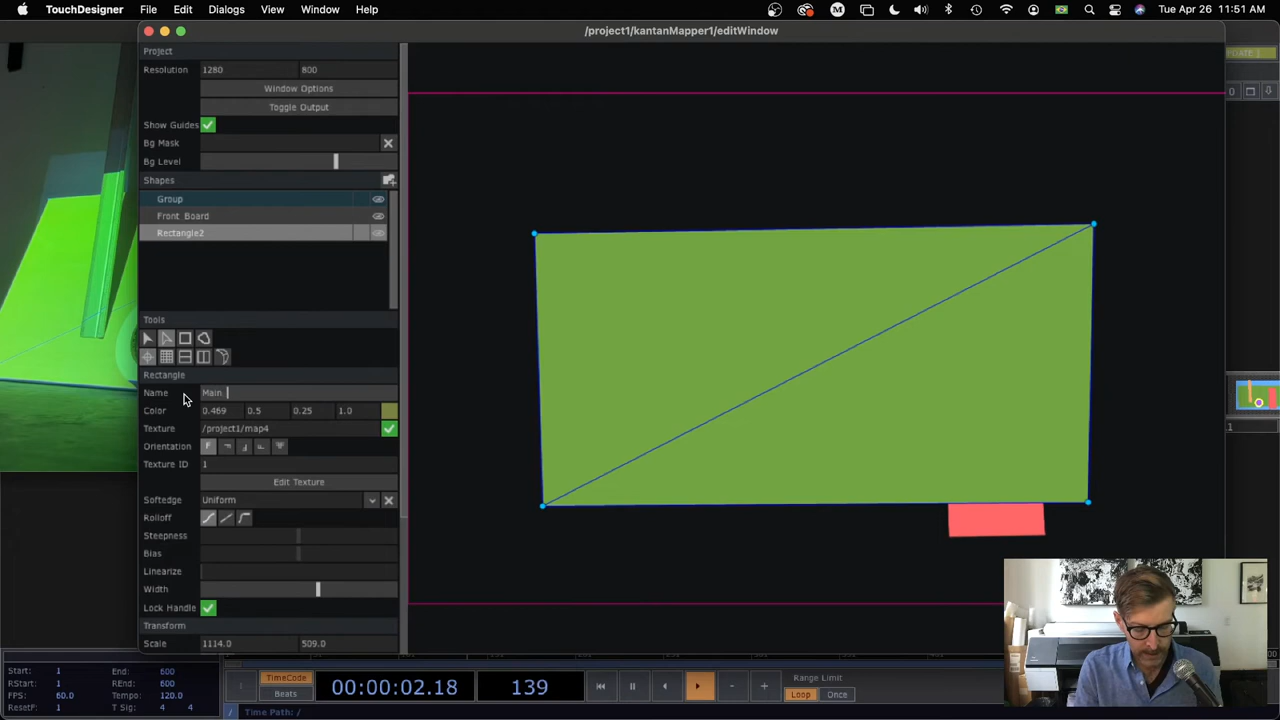 TouchDesigner File Edit Dialogs View Window Help Tue Apr 26 11:51 AM
/project1/kantanMapper1/editWindow
Project
Resolution 1280 800
Window Options
Toggle Output
Show Guides
Bg Mask
Bg Level
Shapes
Group
Front Board
Rectangle2
Tools
Rectangle
Name Main
Color 0.469 0.5 0.25 1.0
Texture /project1/map4
Orientation
Texture ID 1
Edit Texture
Softedge Uniform
Rolloff
Steepness
Bias
Linearize
Width
Lock Handle
Transform
Scale 1114.0 509.0
Start: 1 End: 600
RStart: 1 REnd: 600
FPS: 60.0 Tempo: 120.0
ResetF: 1 T Sig: 4 4
TimeCode
Beats
00:00:02.18
139
Range Limit
Loop Once
/ Time Path: /